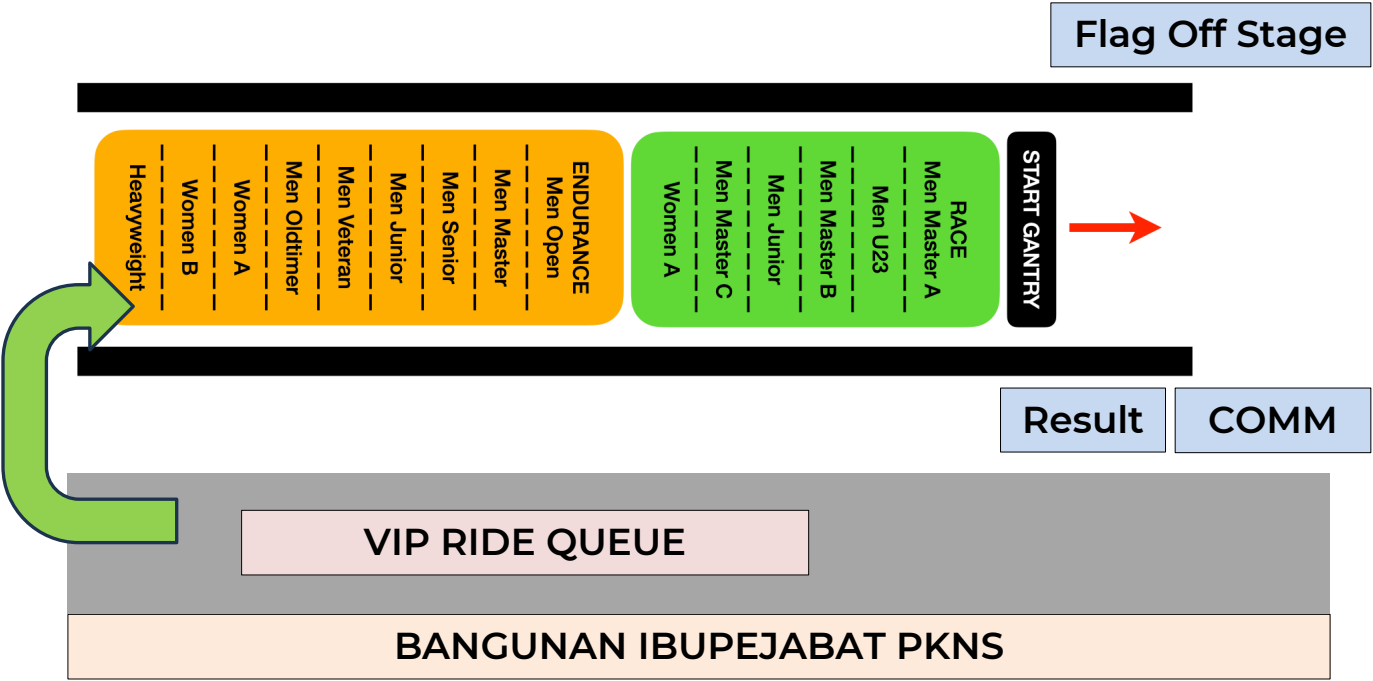 Flag Off Stage
START GANTRY
RACE
Men Master A
Men U23
Men Master B
Men Junior
Men Master C
Women A
ENDURANCE
Men Open
Men Master
Men Senior
Men Junior
Men Veteran
Men Oldtimer
Women A
Women B
Heavyweight
Result
COMM
VIP RIDE QUEUE
BANGUNAN IBUPEJABAT PKNS